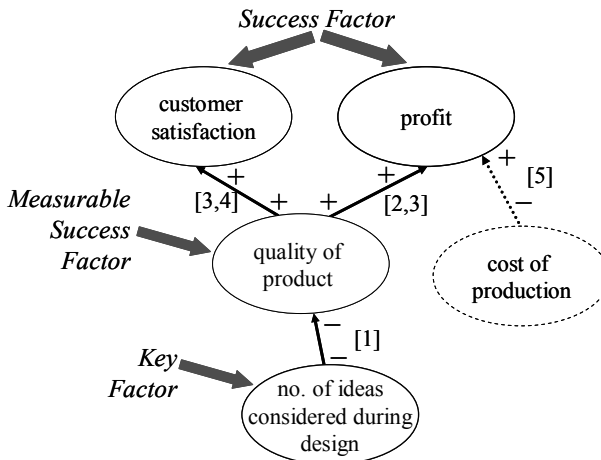 Success Factor
customer
satisfaction
profit
+
+
+
[5]
[3,4]
+
+
[2,3]
−
Measurable
Success
Factor
quality of
product
cost of
production
−
[1]
−
Key
Factor
no. of ideas
considered during
design